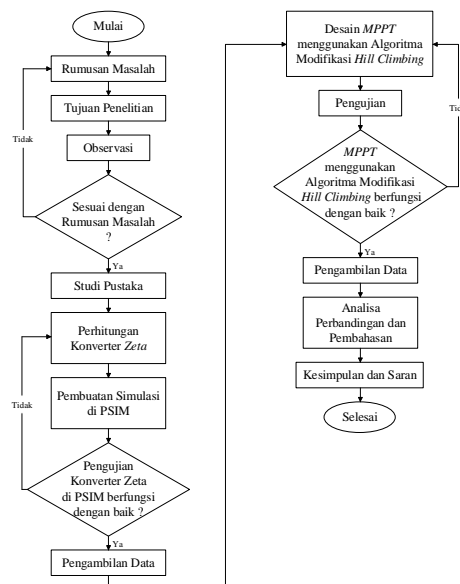 Mulai
Rumusan Masalah
Tujuan Penelitian
Tidak
Observasi
Sesuai dengan
Rumusan Masalah
?
Ya
Studi Pustaka
Perhitungan
Konverter Zeta
Tidak
Pembuatan Simulasi
di PSIM
Pengujian
Konverter Zeta
di PSIM berfungsi
dengan baik ?
Ya
Pengambilan Data
Desain MPPT
menggunakan Algoritma
Modifikasi Hill Climbing
Pengujian
Tid
MPPT
menggunakan
Algoritma Modifikasi
Hill Climbing berfungsi
dengan baik ?
Ya
Pengambilan Data
Analisa
Perbandingan dan
Pembahasan
Kesimpulan dan Saran
Selesai